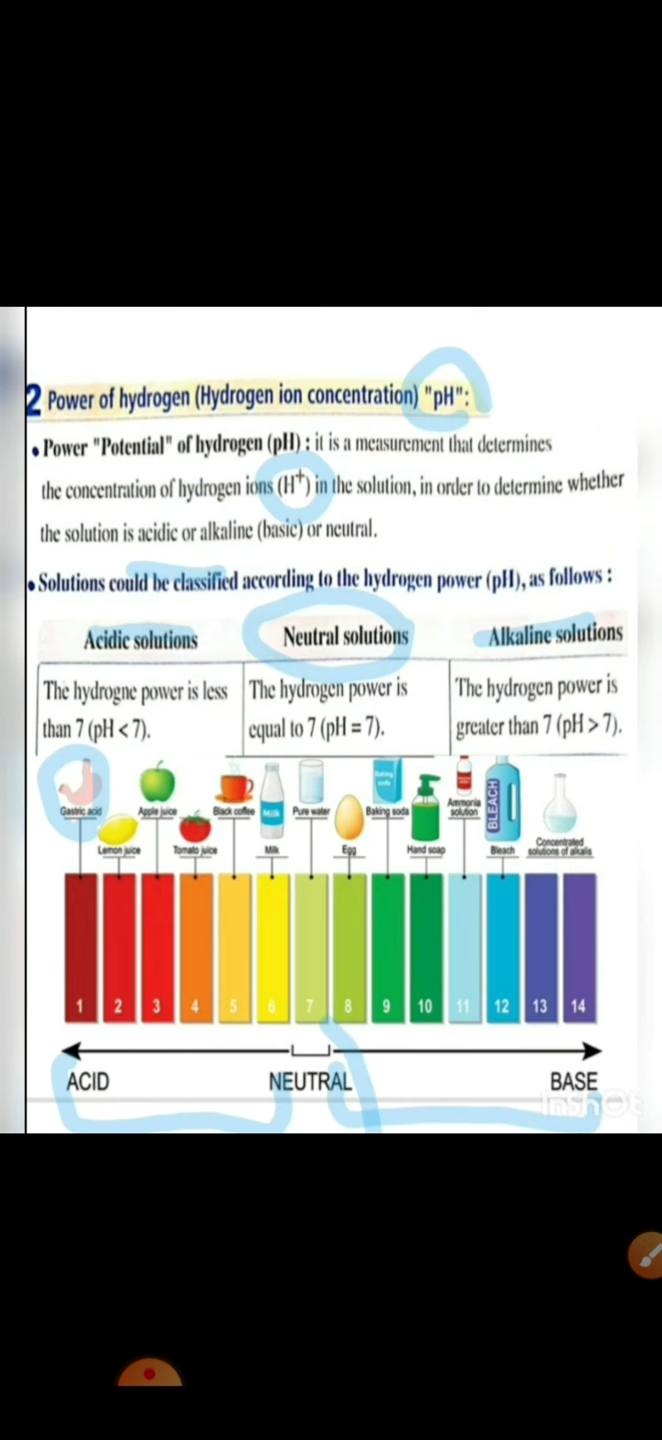 2 Power of hydrogen (Hydrogen ion concentration) "pH":
• Power "Potential" of hydrogen (pH) : it is a measurement that determines
the concentration of hydrogen ions (H⁺) in the solution, in order to determine whether
the solution is acidic or alkaline (basic) or neutral.
• Solutions could be classified according to the hydrogen power (pH), as follows :
Acidic solutions Neutral solutions Alkaline solutions
The hydrogne power is less The hydrogen power is The hydrogen power is
than 7 (pH < 7). equal to 7 (pH = 7). greater than 7 (pH > 7).
Baking soda
Gastric acid Apple juice Black coffee Milk Pure water Baking soda Ammonia solution BLEACH
Lemon juice Tomato juice Milk Egg Hand soap Bleach Concentrated solutions of alkalis
1 2 3 4 5 6 7 8 9 10 11 12 13 14
ACID NEUTRAL BASE
InShOt